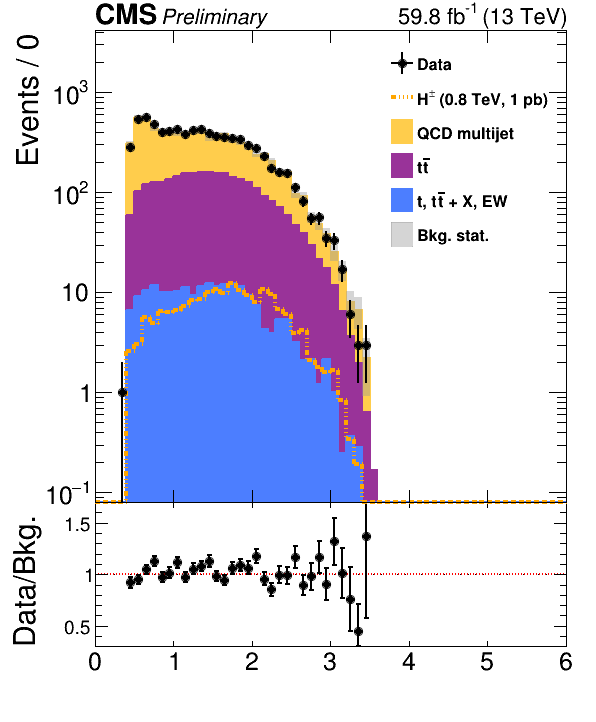 CMS Preliminary 59.8 fb⁻¹ (13 TeV)
Events / 0
10³
10²
10
1
10⁻¹
Data
H± (0.8 TeV, 1 pb)
QCD multijet
tt̄
t, tt̄ + X, EW
Bkg. stat.
Data/Bkg.
1.5
1
0.5
0 1 2 3 4 5 6